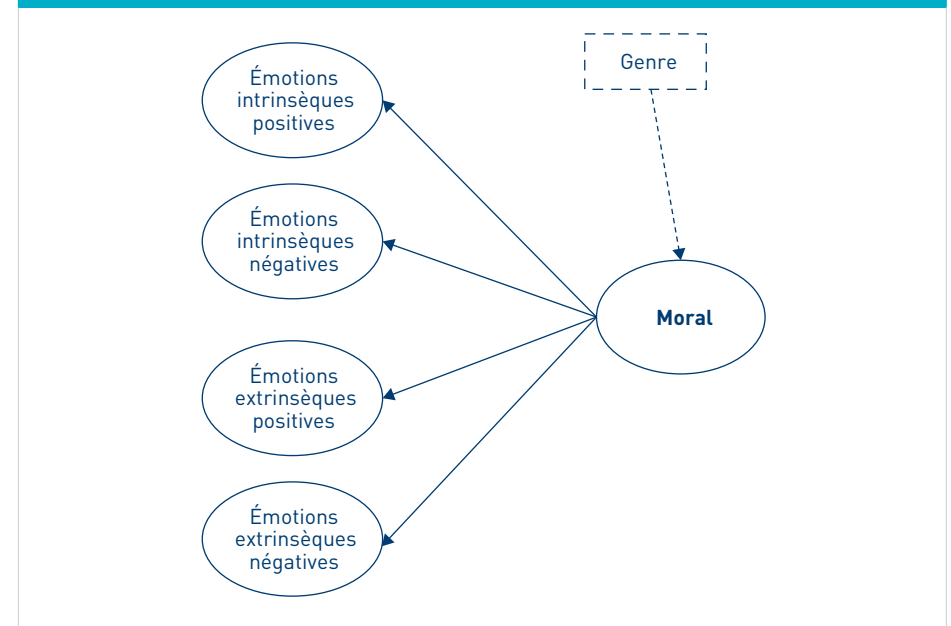 Émotions
intrinsèques
positives
Genre
Émotions
intrinsèques
négatives
Moral
Émotions
extrinsèques
positives
Émotions
extrinsèques
négatives